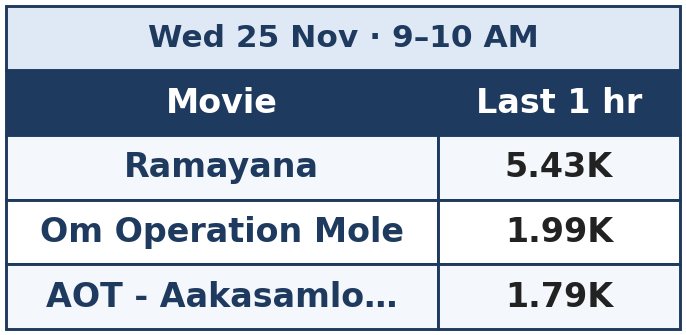 Wed 25 Nov · 9–10 AM
Movie Last 1 hr
Ramayana 5.43K
Om Operation Mole 1.99K
AOT - Aakasamlo... 1.79K